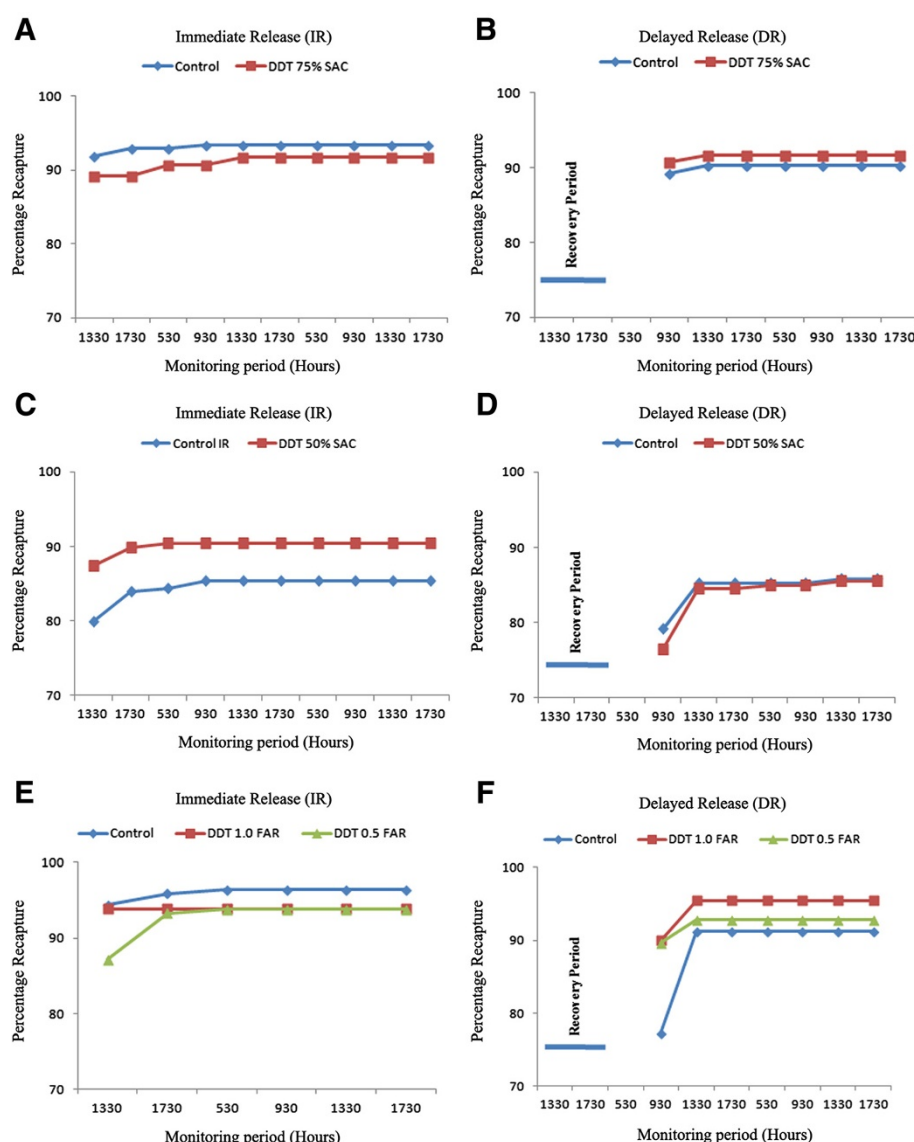 A
Immediate Release (IR)
Control DDT 75% SAC
100
90
80
70
Percentage Recapture
1330 1730 530 930 1330 1730 530 930 1330 1730
Monitoring period (Hours)
B
Delayed Release (DR)
Control DDT 75% SAC
100
90
80
70
Percentage Recapture
Recovery Period
1330 1730 530 930 1330 1730 530 930 1330 1730
Monitoring period (Hours)
C
Immediate Release (IR)
Control IR DDT 50% SAC
100
90
80
70
Percentage Recapture
1330 1730 530 930 1330 1730 530 930 1330 1730
Monitoring period (Hours)
D
Delayed Release (DR)
Control DDT 50% SAC
100
90
80
70
Percentage Recapture
Recovery Period
1330 1730 530 930 1330 1730 530 930 1330 1730
Monitoring period (Hours)
E
Immediate Release (IR)
Control DDT 1.0 FAR DDT 0.5 FAR
100
90
80
70
Percentage Recapture
1330 1730 530 930 1330 1730
Monitoring period (Hours)
F
Delayed Release (DR)
Control DDT 1.0 FAR DDT 0.5 FAR
100
90
80
70
Percentage Recapture
Recovery Period
1330 1730 530 930 1330 1730 530 930 1330 1730
Monitoring period (Hours)